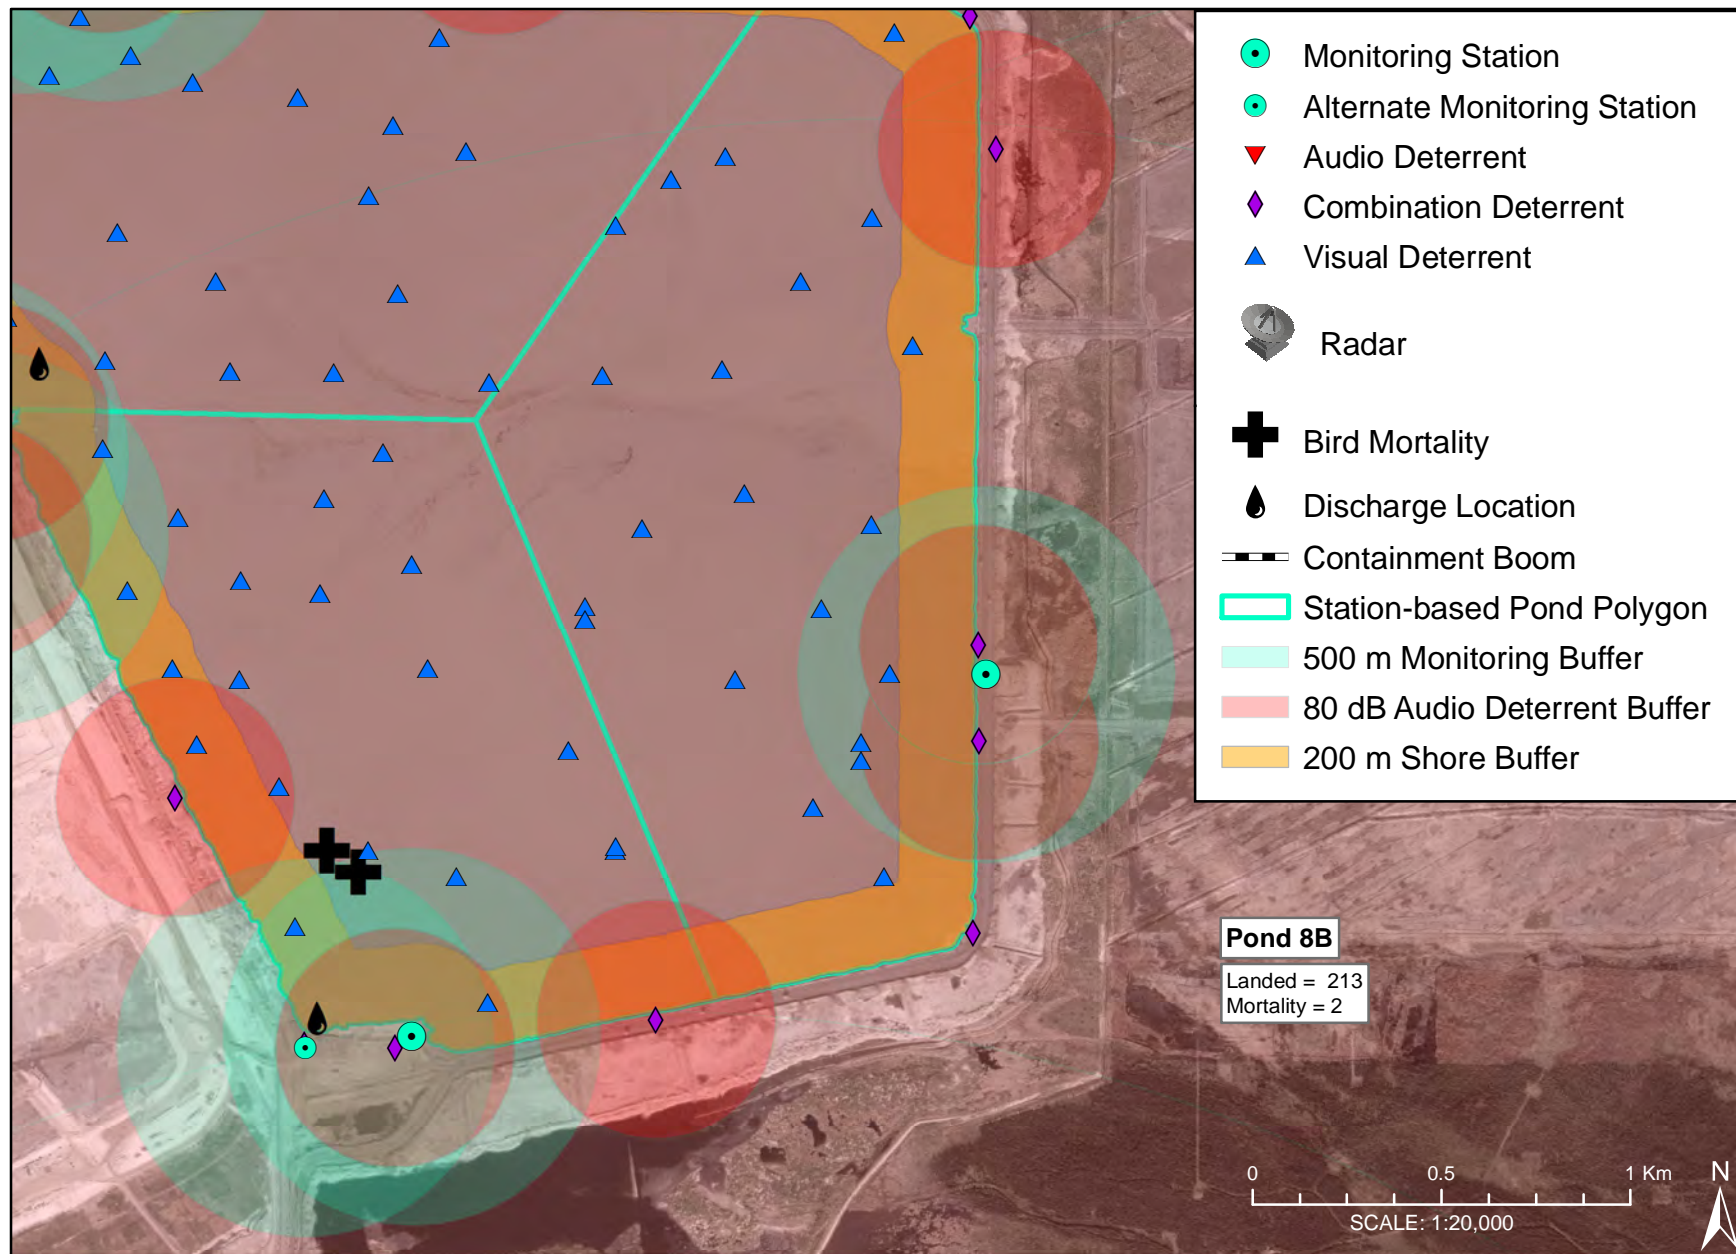 Monitoring Station
Alternate Monitoring Station
Audio Deterrent
Combination Deterrent
Visual Deterrent
Radar
Bird Mortality
Discharge Location
Containment Boom
Station-based Pond Polygon
500 m Monitoring Buffer
80 dB Audio Deterrent Buffer
200 m Shore Buffer
Pond 8B
Landed = 213
Mortality = 2
0 0.5 1 Km
SCALE: 1:20,000
N